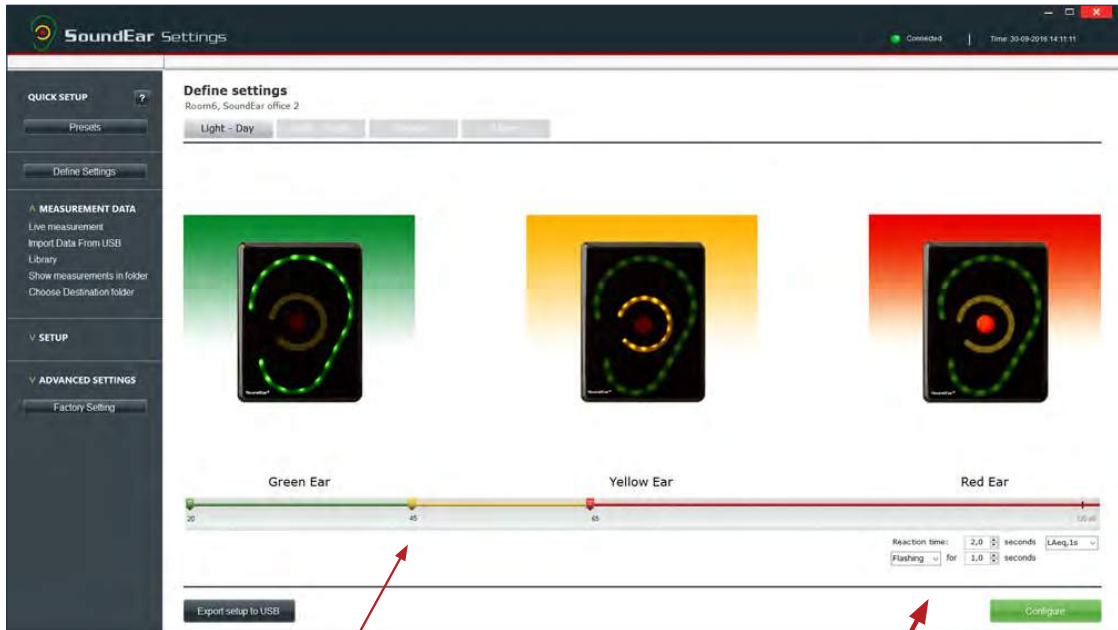 SoundEar Settings
Connected | Time 30-09-2016 14:11:11
QUICK SETUP ?
Presets
Define Settings
∧ MEASUREMENT DATA
Live measurement
Import Data From USB
Library
Show measurements in folder
Choose Destination folder
∨ SETUP
∨ ADVANCED SETTINGS
Factory Setting
Define settings
Room6, SoundEar office 2
Light - Day
SoundEar SoundEar SoundEar
Green Ear Yellow Ear Red Ear
20 45 65 120 dB
Reaction time: 2,0 seconds LAeq,1s
Flashing for 1,0 seconds
Export setup to USB Configure